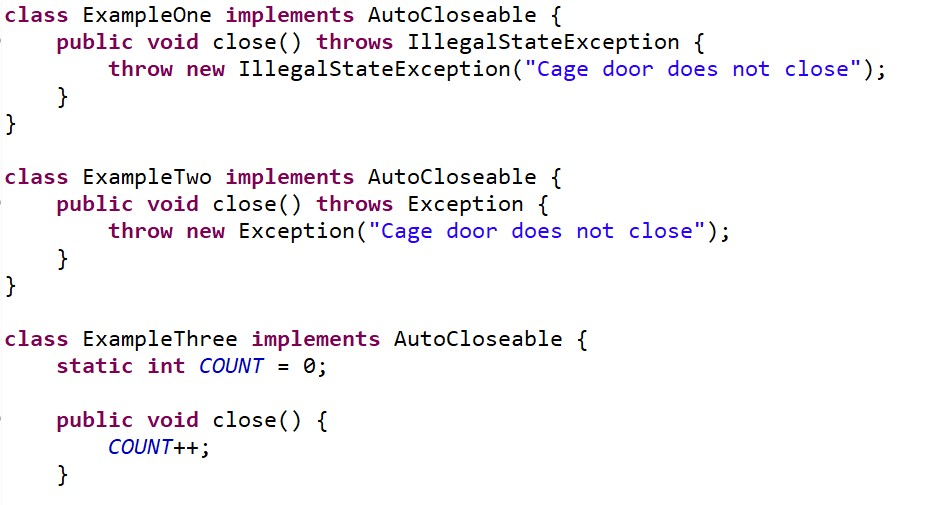 class ExampleOne implements AutoCloseable {
    public void close() throws IllegalStateException {
        throw new IllegalStateException("Cage door does not close");
    }
}

class ExampleTwo implements AutoCloseable {
    public void close() throws Exception {
        throw new Exception("Cage door does not close");
    }
}

class ExampleThree implements AutoCloseable {
    static int COUNT = 0;

    public void close() {
        COUNT++;
    }